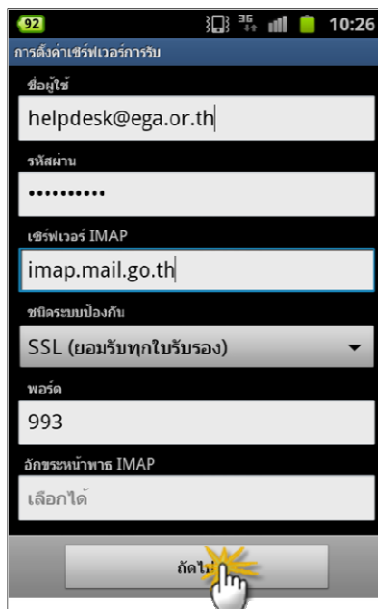 92
3G
10:26
การตั้งค่าเซิร์ฟเวอร์การรับ
ชื่อผู้ใช้
helpdesk@ega.or.th
รหัสผ่าน
••••••••••
เซิร์ฟเวอร์ IMAP
imap.mail.go.th
ชนิดระบบป้องกัน
SSL (ยอมรับทุกใบรับรอง)
พอร์ต
993
อักขระหน้าพาธ IMAP
เลือกได้